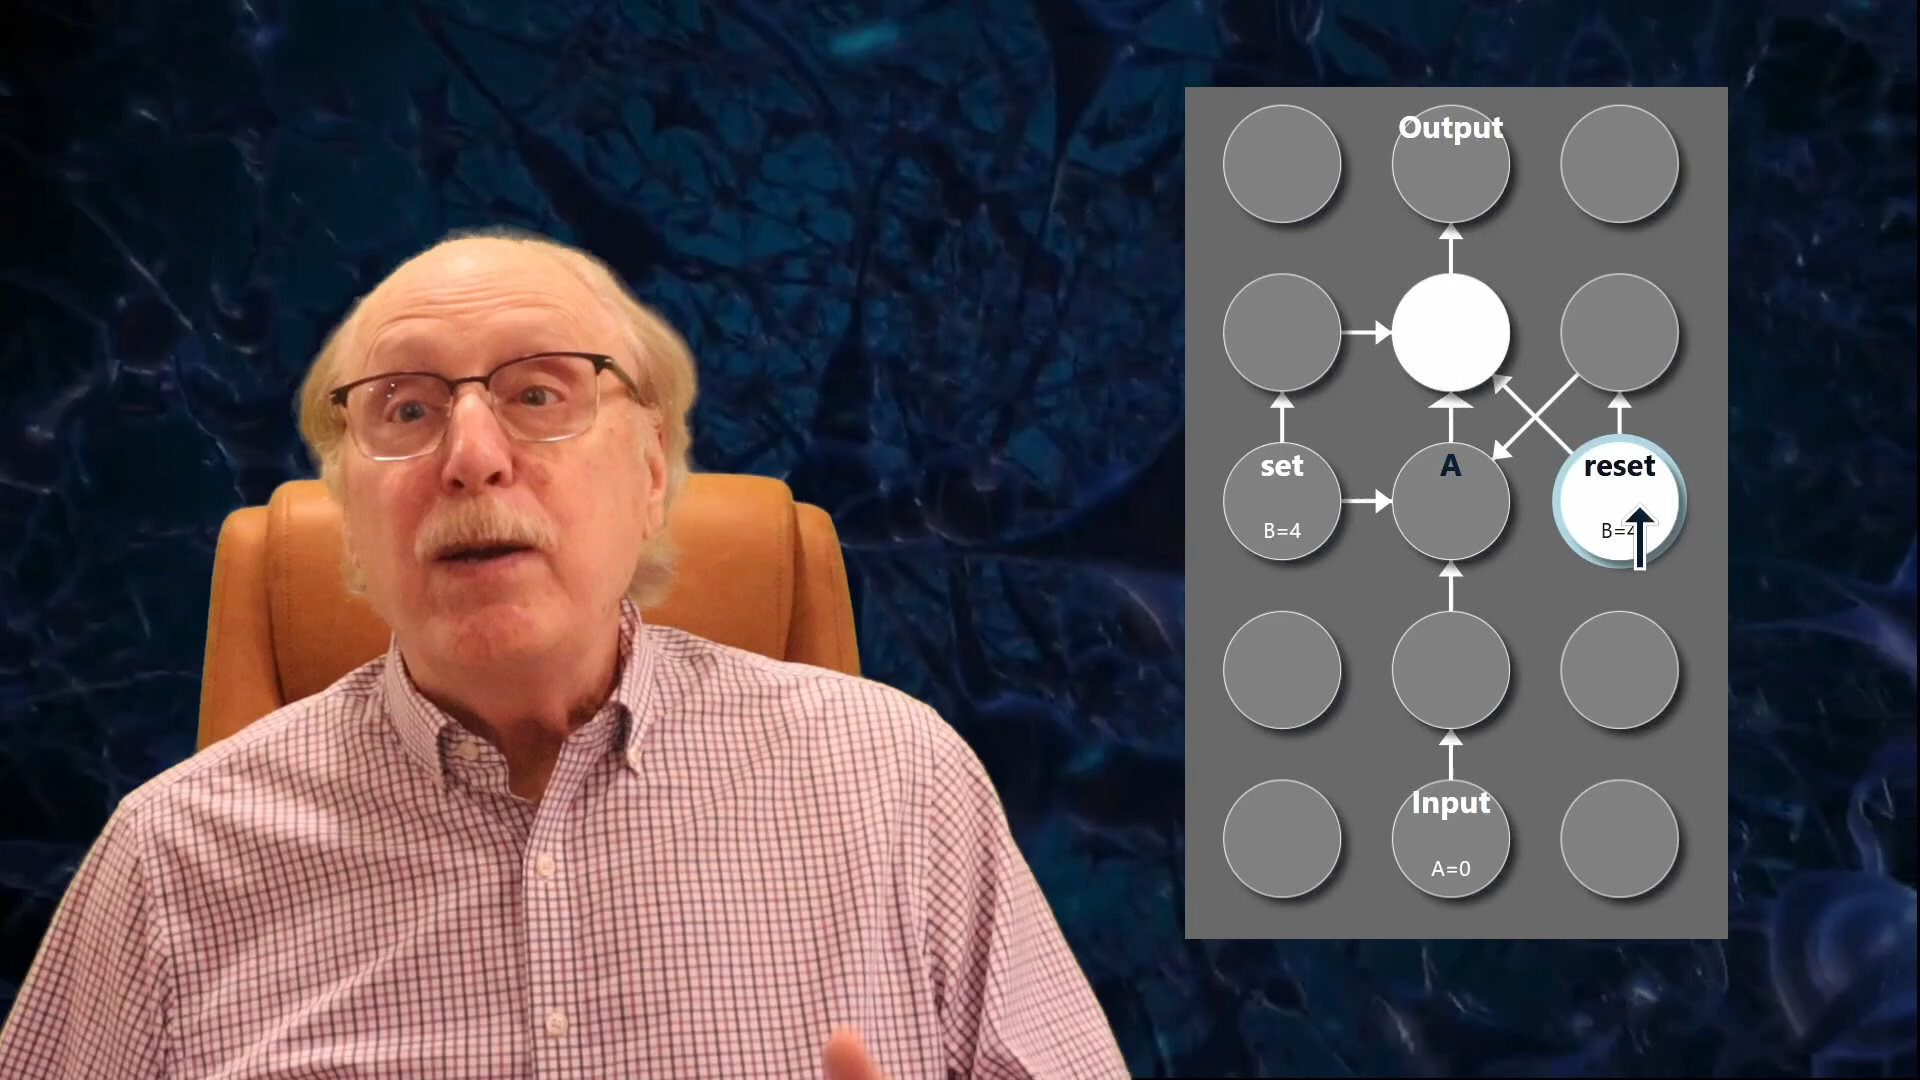 Output
set
A
reset
B=4
Input
A=0